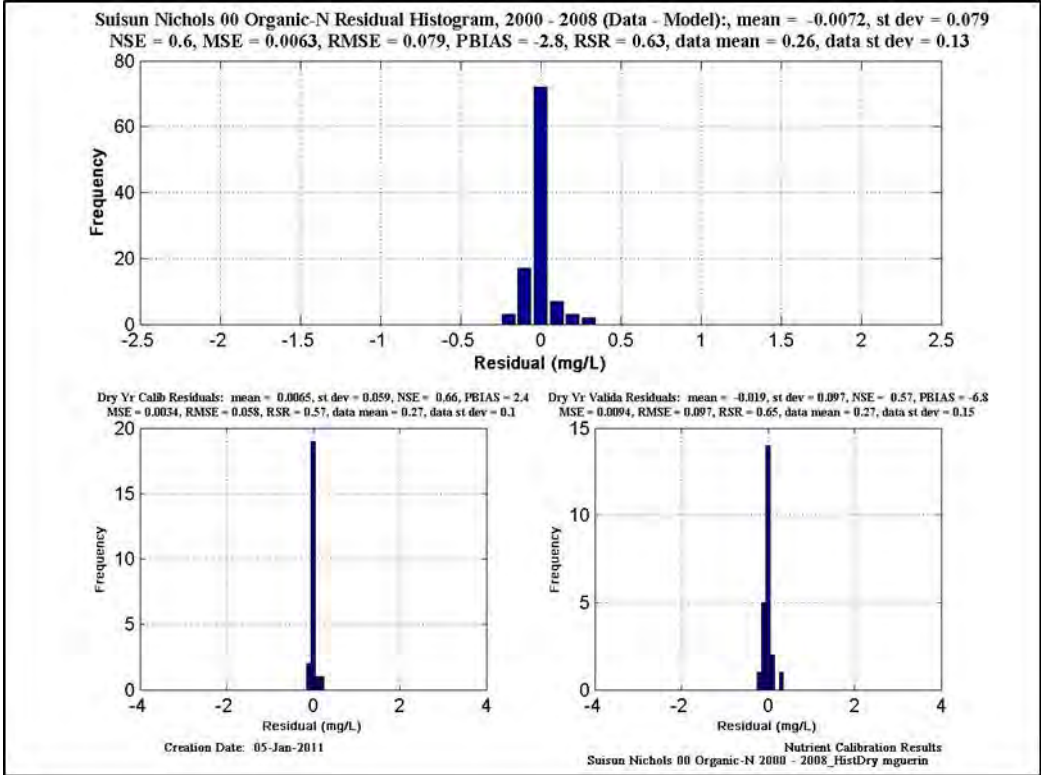 Suisun Nichols 00 Organic-N Residual Histogram, 2000 - 2008 (Data - Model):, mean = -0.0072, st dev = 0.079
NSE = 0.6, MSE = 0.0063, RMSE = 0.079, PBIAS = -2.8, RSR = 0.63, data mean = 0.26, data st dev = 0.13
80
60
40
20
0
Frequency
-2.5 -2 -1.5 -1 -0.5 0 0.5 1 1.5 2 2.5
Residual (mg/L)
Dry Yr Calib Residuals: mean = 0.0065, st dev = 0.059, NSE = 0.66, PBIAS = 2.4
MSE = 0.0034, RMSE = 0.058, RSR = 0.57, data mean = 0.27, data st dev = 0.1
20
15
10
5
0
Frequency
-4 -2 0 2 4
Residual (mg/L)
Creation Date: 05-Jan-2011
Dry Yr Valida Residuals: mean = -0.019, st dev = 0.097, NSE = 0.57, PBIAS = -6.8
MSE = 0.0094, RMSE = 0.097, RSR = 0.65, data mean = 0.27, data st dev = 0.15
15
10
5
0
Frequency
-4 -2 0 2 4
Residual (mg/L)
Nutrient Calibration Results
Suisun Nichols 00 Organic-N 2000 - 2008_HistDry mguerin